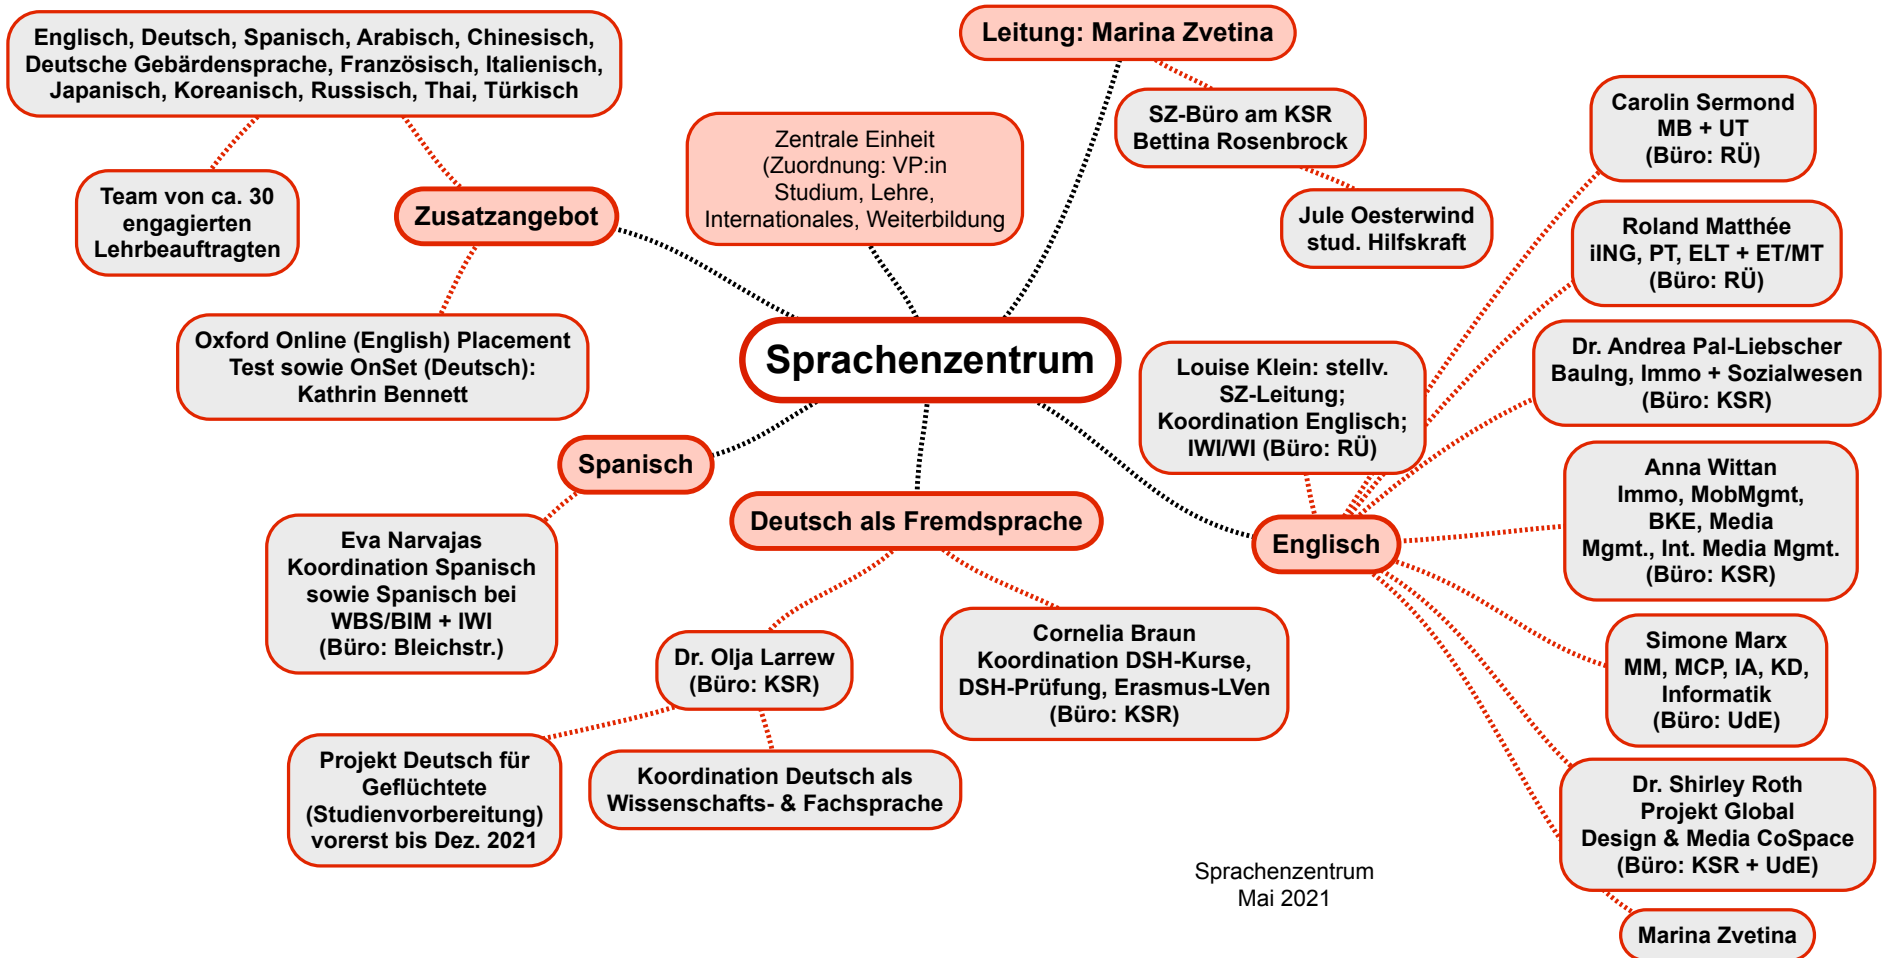 Englisch, Deutsch, Spanisch, Arabisch, Chinesisch,
Deutsche Gebärdensprache, Französisch, Italienisch,
Japanisch, Koreanisch, Russisch, Thai, Türkisch
Team von ca. 30
engagierten
Lehrbeauftragten
Zusatzangebot
Oxford Online (English) Placement
Test sowie OnSet (Deutsch):
Kathrin Bennett
Zentrale Einheit
(Zuordnung: VP:in
Studium, Lehre,
Internationales, Weiterbildung
Leitung: Marina Zvetina
SZ-Büro am KSR
Bettina Rosenbrock
Jule Oesterwind
stud. Hilfskraft
Sprachenzentrum
Spanisch
Eva Narvajas
Koordination Spanisch
sowie Spanisch bei
WBS/BIM + IWI
(Büro: Bleichstr.)
Deutsch als Fremdsprache
Dr. Olja Larrew
(Büro: KSR)
Projekt Deutsch für
Geflüchtete
(Studienvorbereitung)
vorerst bis Dez. 2021
Koordination Deutsch als
Wissenschafts- & Fachsprache
Cornelia Braun
Koordination DSH-Kurse,
DSH-Prüfung, Erasmus-LVen
(Büro: KSR)
Englisch
Louise Klein: stellv.
SZ-Leitung;
Koordination Englisch;
IWI/WI (Büro: RÜ)
Carolin Sermond
MB + UT
(Büro: RÜ)
Roland Matthée
iING, PT, ELT + ET/MT
(Büro: RÜ)
Dr. Andrea Pal-Liebscher
BauIng, Immo + Sozialwesen
(Büro: KSR)
Anna Wittan
Immo, MobMgmt,
BKE, Media
Mgmt., Int. Media Mgmt.
(Büro: KSR)
Simone Marx
MM, MCP, IA, KD,
Informatik
(Büro: UdE)
Dr. Shirley Roth
Projekt Global
Design & Media CoSpace
(Büro: KSR + UdE)
Marina Zvetina
Sprachenzentrum
Mai 2021